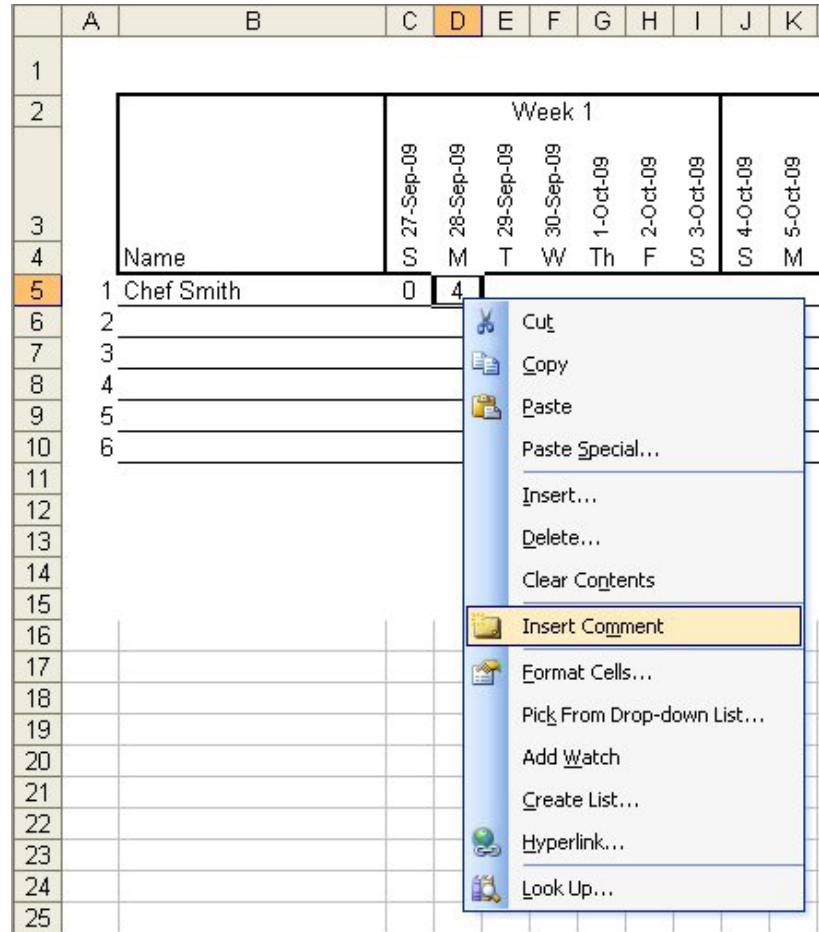 A B C D E F G H I J K
1
2 Week 1
3 27-Sep-09 28-Sep-09 29-Sep-09 30-Sep-09 1-Oct-09 2-Oct-09 3-Oct-09 4-Oct-09 5-Oct-09
4 Name S M T W Th F S S M
5 1 Chef Smith 0 4
6 2
7 3
8 4
9 5
10 6
11
12
13
14
15
16
17
18
19
20
21
22
23
24
25
Cut
Copy
Paste
Paste Special...
Insert...
Delete...
Clear Contents
Insert Comment
Format Cells...
Pick From Drop-down List...
Add Watch
Create List...
Hyperlink...
Look Up...